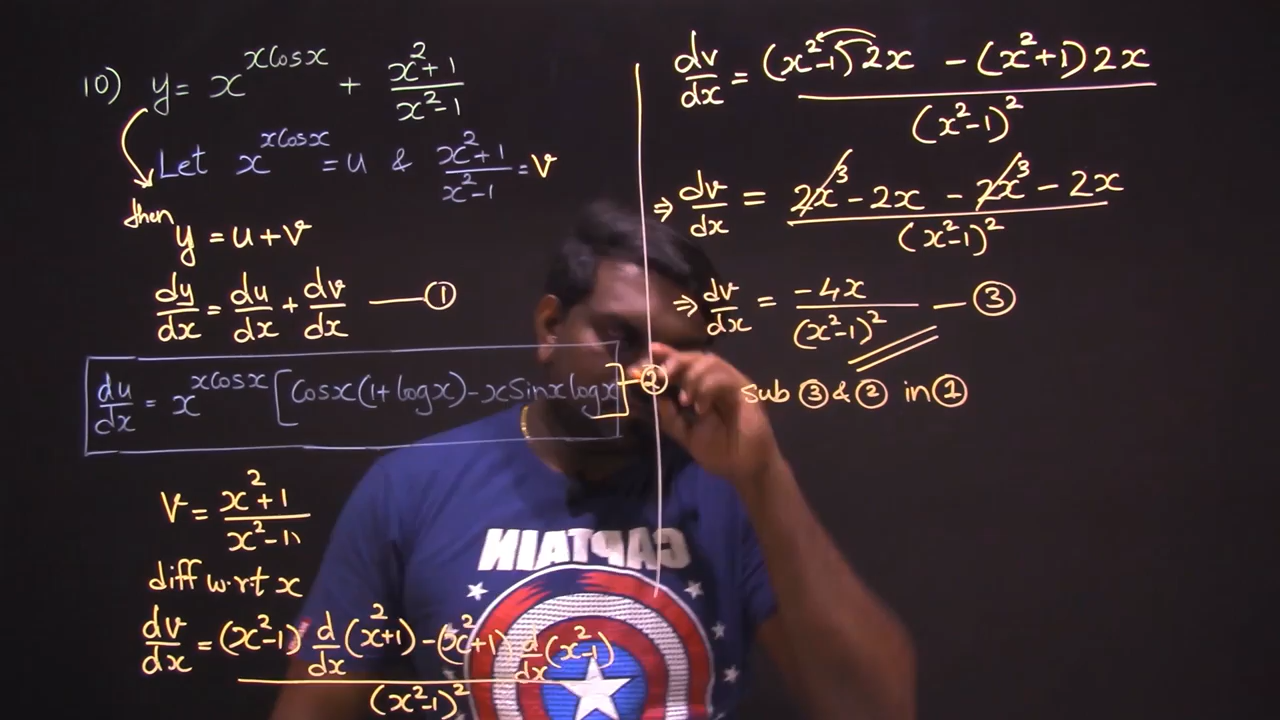 10) y = x^(x Cos x) + (x²+1)/(x²-1)
Let x^(x Cos x) = u & (x²+1)/(x²-1) = v
then
y = u + v
dy/dx = du/dx + dv/dx —— ①
du/dx = x^(x cos x) [Cosx(1+logx) - xSinx logx] - ②
v = (x²+1)/(x²-1)
diff w.r.t x
dv/dx = ((x²-1) d/dx (x²+1) - (x²+1) d/dx (x²-1))/(x²-1)²
dv/dx = ((x²-1)2x - (x²+1)2x)/(x²-1)²
⇒ dv/dx = (2x³ - 2x - 2x³ - 2x)/(x²-1)²
⇒ dv/dx = -4x/(x²-1)² — ③
sub ③ & ② in ①
CAPTAIN